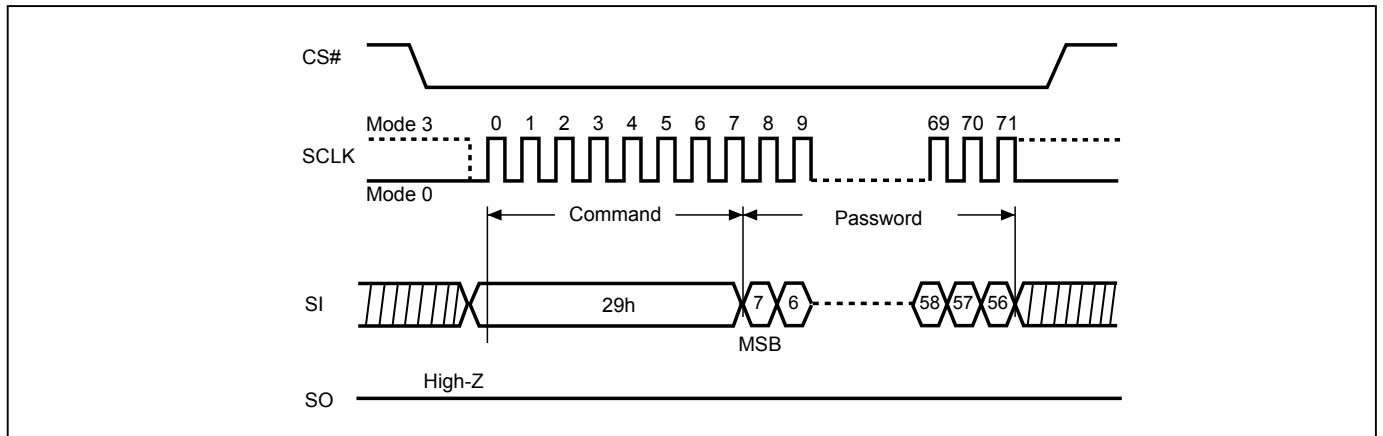 CS#
Mode 3 0 1 2 3 4 5 6 7 8 9 69 70 71
SCLK
Mode 0
Command Password
SI 29h 7 6 58 57 56
MSB
High-Z
SO